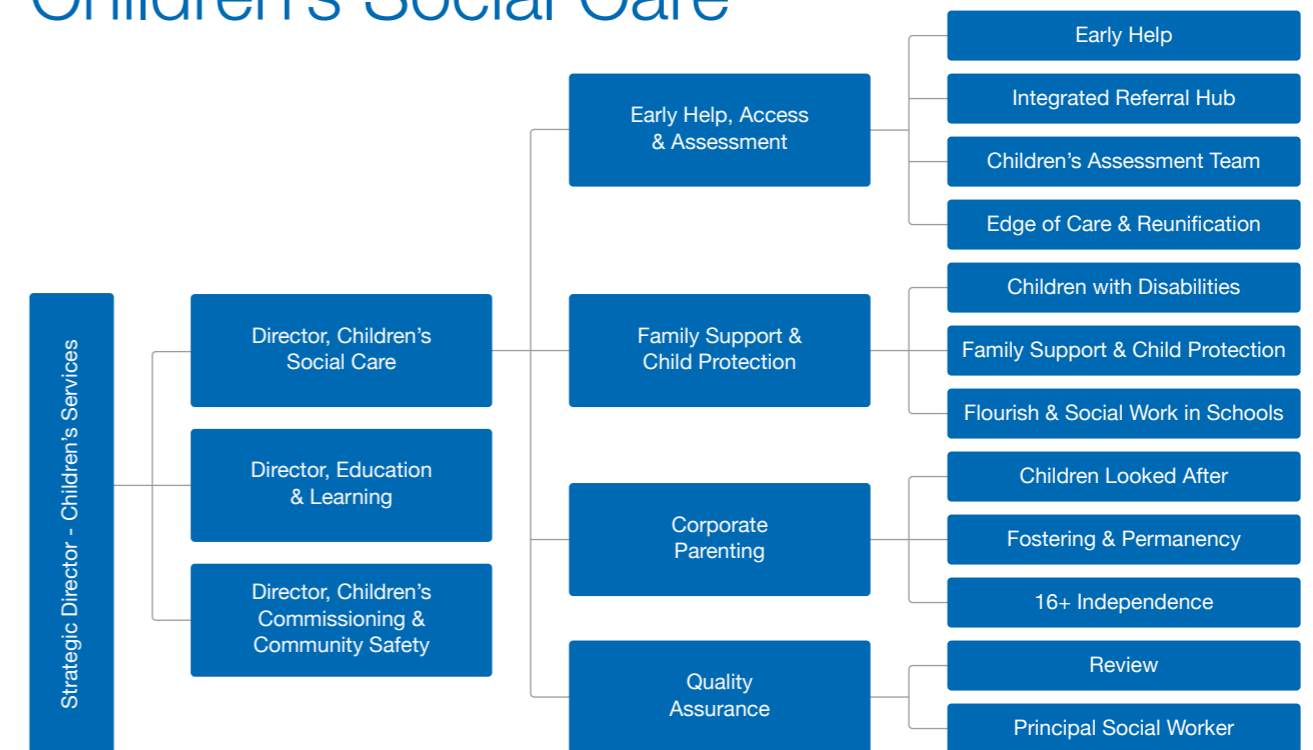 Children's Social Care
Strategic Director - Children's Services
Director, Children's
Social Care
Director, Education
& Learning
Director, Children's
Commissioning &
Community Safety
Early Help, Access
& Assessment
Family Support &
Child Protection
Corporate
Parenting
Quality
Assurance
Early Help
Integrated Referral Hub
Children's Assessment Team
Edge of Care & Reunification
Children with Disabilities
Family Support & Child Protection
Flourish & Social Work in Schools
Children Looked After
Fostering & Permanency
16+ Independence
Review
Principal Social Worker